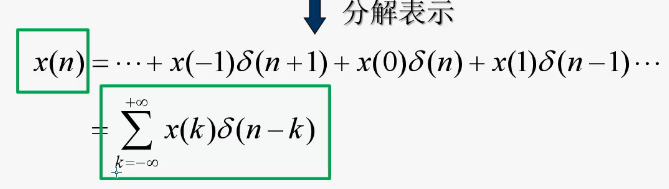 分解表示
x(n) = ⋯ + x(−1)δ(n+1) + x(0)δ(n) + x(1)δ(n−1)⋯
= ∑_{k=−∞}^{+∞} x(k)δ(n−k)